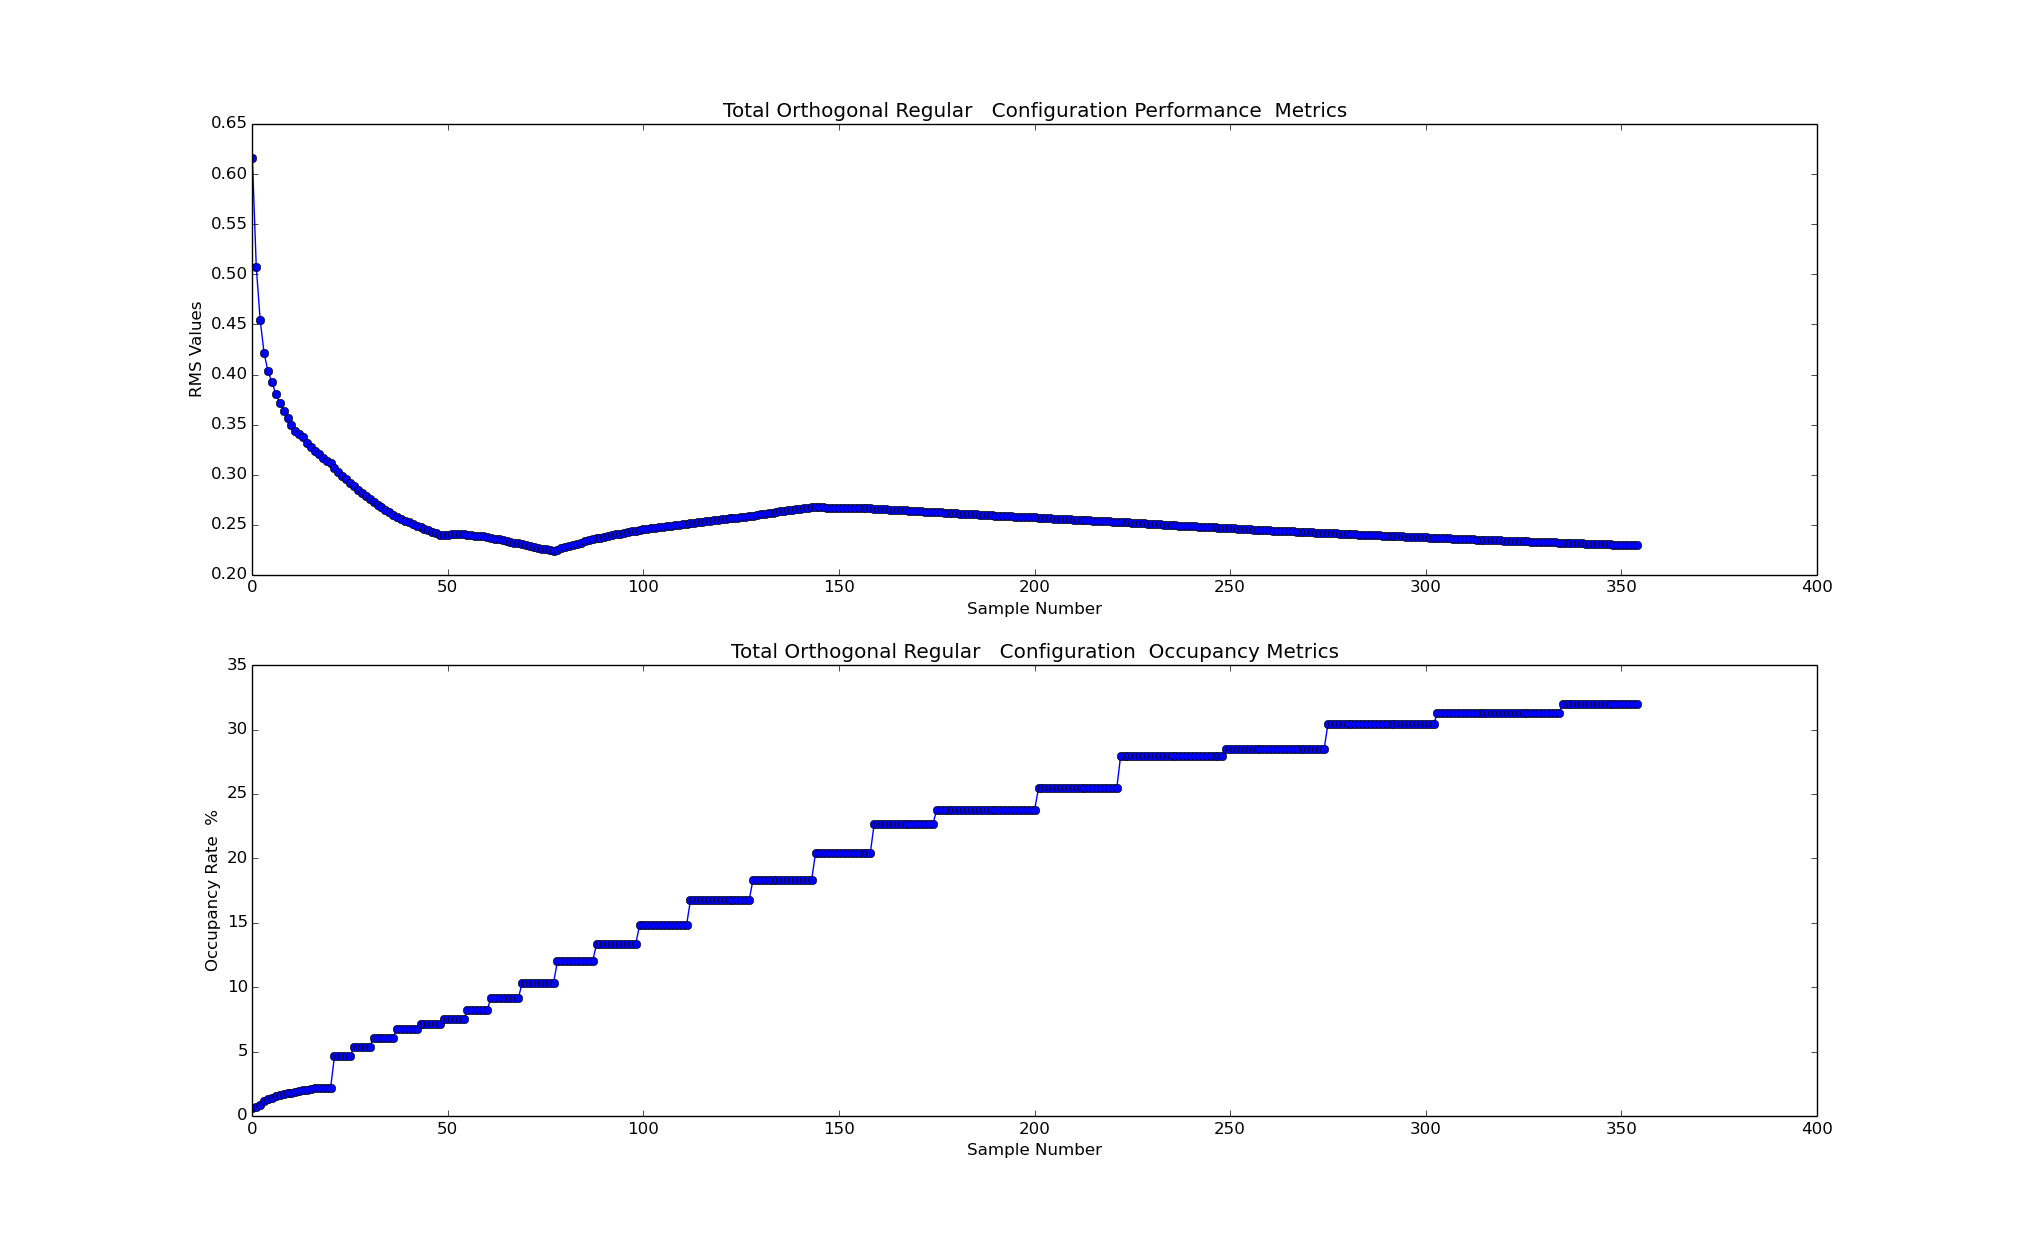 Total Orthogonal Regular   Configuration Performance  Metrics
0.65
0.60
0.55
0.50
0.45
0.40
0.35
0.30
0.25
0.20
RMS Values
0 50 100 150 200 250 300 350 400
Sample Number
Total Orthogonal Regular   Configuration  Occupancy Metrics
35
30
25
20
15
10
5
0
Occupancy Rate  %
0 50 100 150 200 250 300 350 400
Sample Number